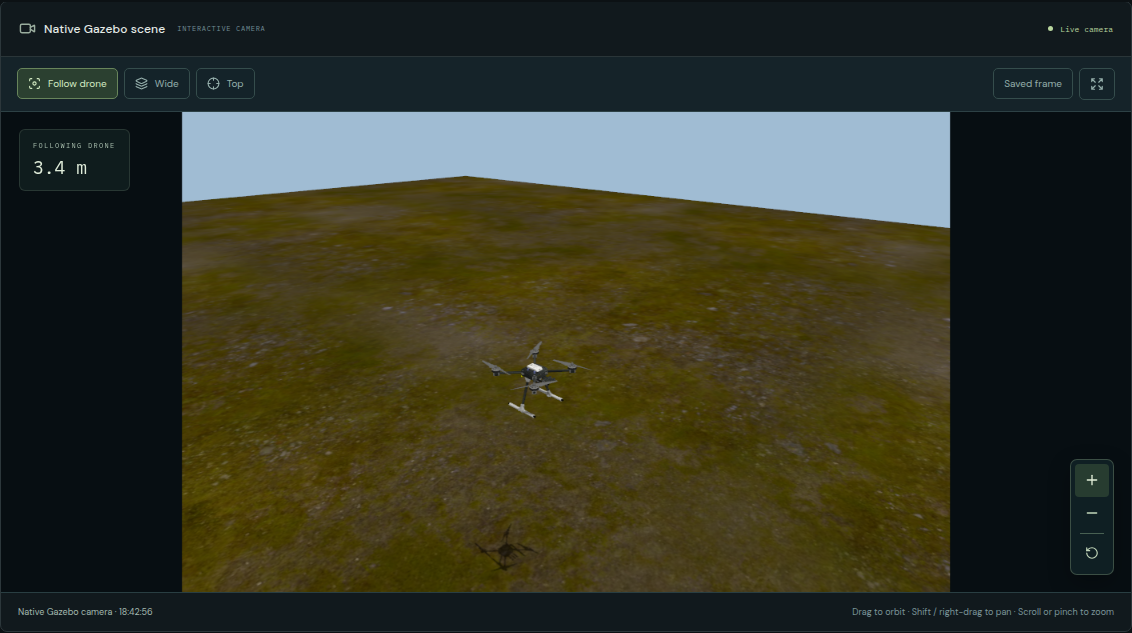 Native Gazebo scene INTERACTIVE CAMERA Live camera
Follow drone Wide Top Saved frame
FOLLOWING DRONE
3.4 m
Native Gazebo camera · 18:42:56 Drag to orbit · Shift / right-drag to pan · Scroll or pinch to zoom